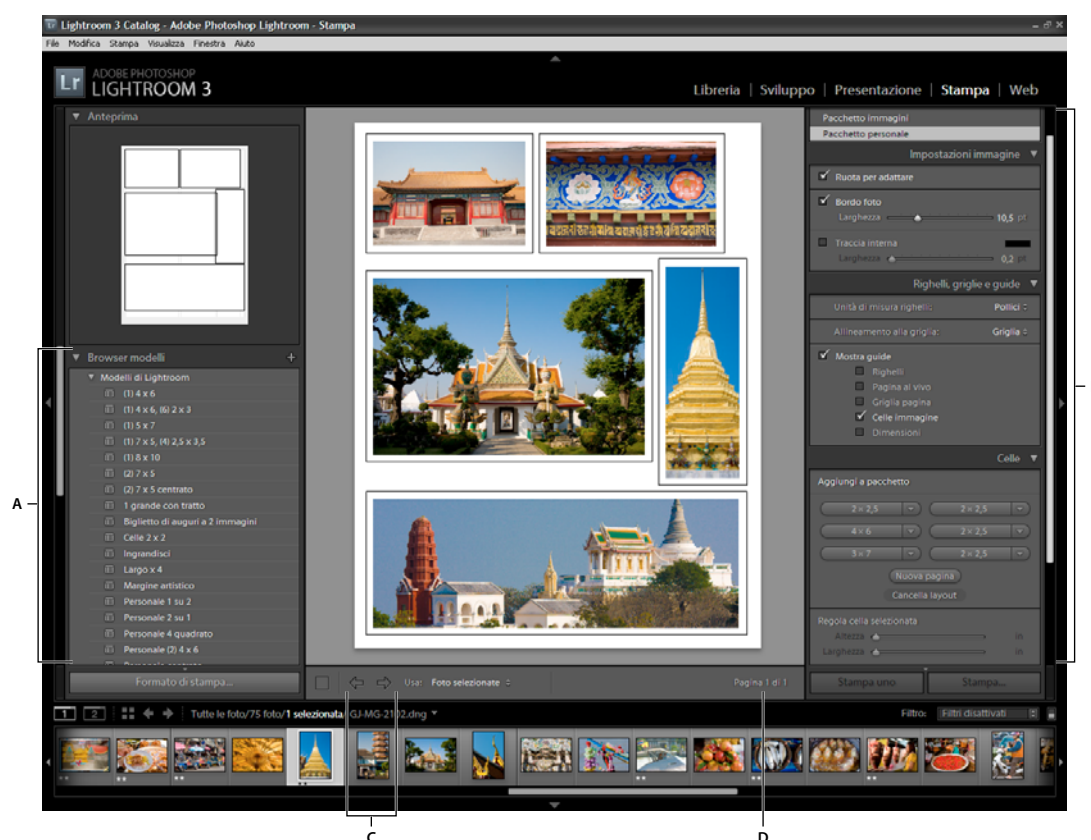 Lightroom 3 Catalog - Adobe Photoshop Lightroom - Stampa
File Modifica Stampa Visualizza Finestra Aiuto
Lr
ADOBE PHOTOSHOP
LIGHTROOM 3
Libreria | Sviluppo | Presentazione | Stampa | Web
Anteprima
Browser modelli +
Modelli di Lightroom
(1) 4 x 6
(1) 4 x 6, (6) 2 x 3
(1) 5 x 7
(1) 7 x 5, (4) 2,5 x 3,5
(1) 8 x 10
(2) 7 x 5
(2) 7 x 5 centrato
1 grande con tratto
Biglietto di auguri a 2 immagini
Celle 2 x 2
Ingrandisci
Largo x 4
Margine artistico
Personale 1 su 2
Personale 2 su 1
Personale 4 quadrato
Personale (2) 4 x 6
Personale centrato
Formato di stampa...
A
Pacchetto immagini
Pacchetto personale
Impostazioni immagine
Ruota per adattare
Bordo foto
Larghezza 10,5 pt
Traccia interna
Larghezza 0,2 pt
Righelli, griglie e guide
Unità di misura righelli: Pollici
Allineamento alla griglia: Griglia
Mostra guide
Righelli
Pagina al vivo
Griglia pagina
Celle immagine
Dimensioni
Celle
Aggiungi a pacchetto
2 × 2,5 2 × 2,5
4 × 6 2 × 2,5
5 × 7 2 × 2,5
Nuova pagina
Cancella layout
Regola cella selezionata
Altezza in
Larghezza in
Stampa uno Stampa...
Usa: Foto selezionate
Pagina 1 di 1
1 2 Tutte le foto/75 foto/1 selezionata/GJ-MG-2102.dng
Filtro: Filtri disattivati
C
D